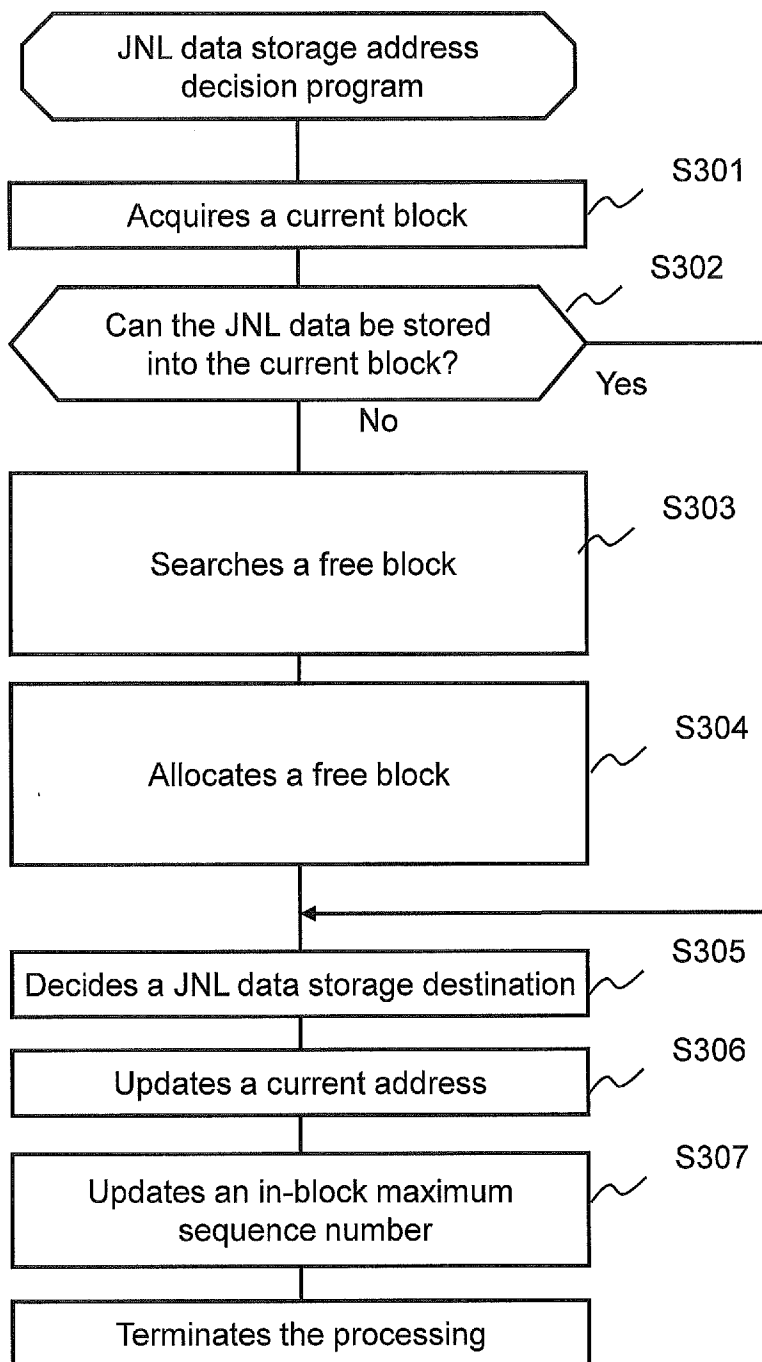 JNL data storage address
decision program
S301
Acquires a current block
S302
Can the JNL data be stored
into the current block?
Yes
No
S303
Searches a free block
S304
Allocates a free block
S305
Decides a JNL data storage destination
S306
Updates a current address
S307
Updates an in-block maximum
sequence number
Terminates the processing